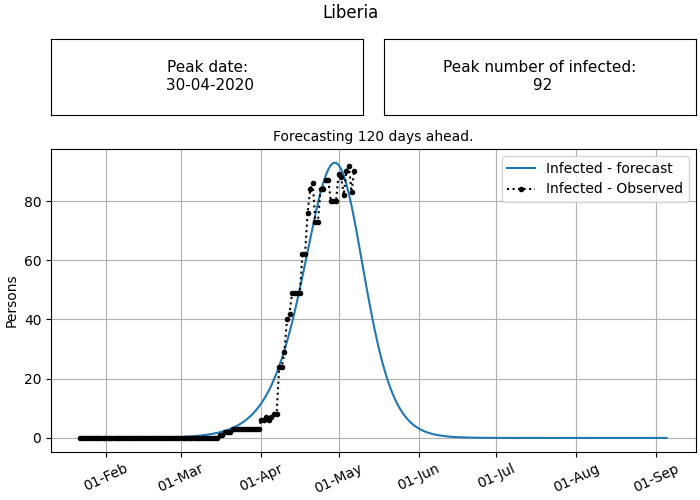 Liberia
Peak date:
30-04-2020
Peak number of infected:
92
Forecasting 120 days ahead.
Infected - forecast
Infected - Observed
Persons
80
60
40
20
0
01-Feb
01-Mar
01-Apr
01-May
01-Jun
01-Jul
01-Aug
01-Sep